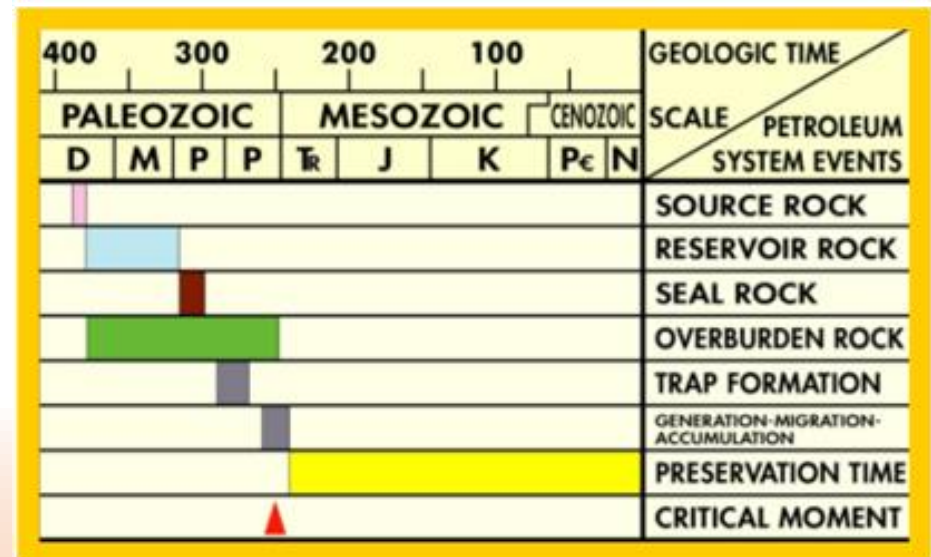 400 300 200 100 GEOLOGIC TIME
PALEOZOIC MESOZOIC CENOZOIC SCALE PETROLEUM
D M P P TR J K P€ N SYSTEM EVENTS
SOURCE ROCK
RESERVOIR ROCK
SEAL ROCK
OVERBURDEN ROCK
TRAP FORMATION
GENERATION-MIGRATION-
ACCUMULATION
PRESERVATION TIME
CRITICAL MOMENT